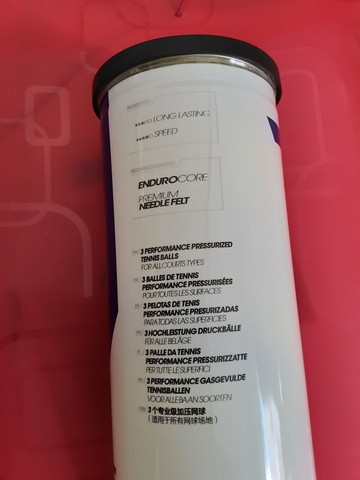 LONG LASTING
SPEED
ENDUROCORE
PREMIUM
NEEDLE FELT
3 PERFORMANCE PRESSURIZED
TENNIS BALLS
FOR ALL COURTS TYPES
3 BALLES DE TENNIS
PERFORMANCE PRESSURISÉES
POUR TOUTES LES SURFACES
3 PELOTAS DE TENIS
PERFORMANCE PRESURIZADAS
PARA TODAS LAS SUPERFICIES
3 HOCHLEISTUNG DRUCKBÄLLE
FÜR ALLE BELÄGE
3 PALLE DA TENNIS
PERFORMANCE PRESSURIZZATE
PER TUTTE LE SUPERFICI
3 PERFORMANCE GASGEVULDE
TENNISBALLEN
VOOR ALLE BAAN SOORTEN
3个专业级加压网球
（适用于所有网球场地）